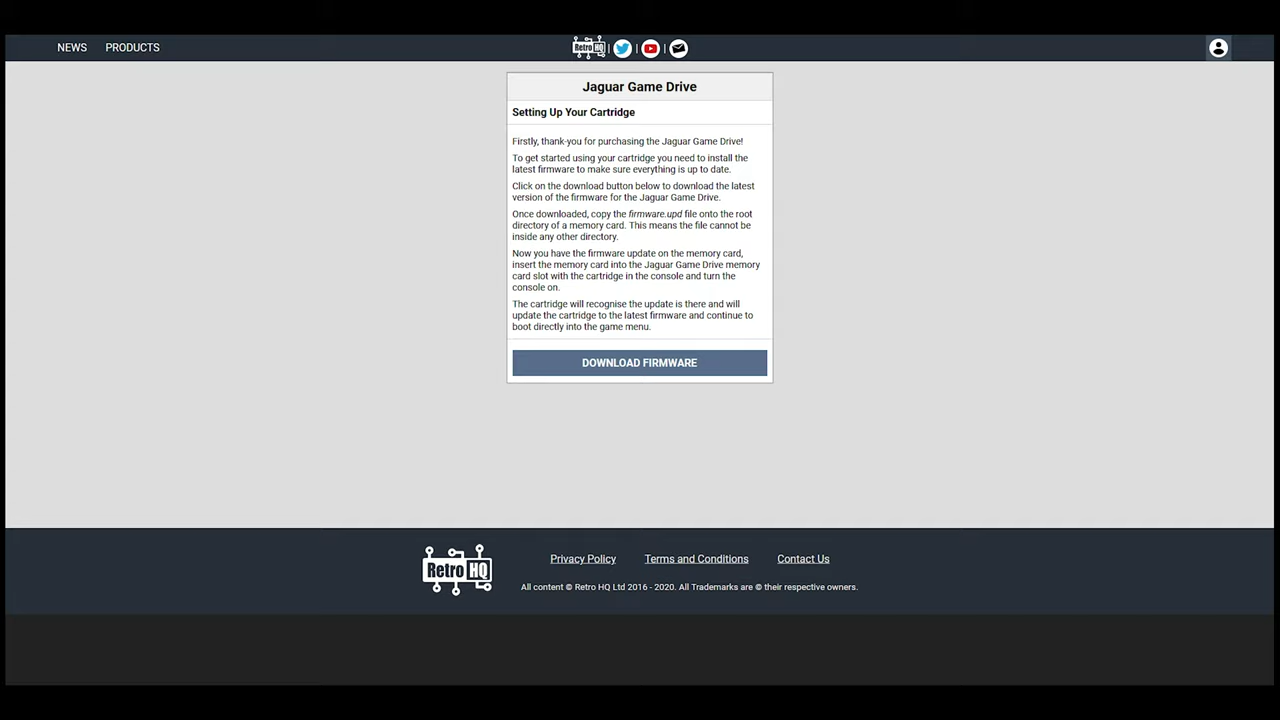 NEWS PRODUCTS Retro HQ | | |
Jaguar Game Drive
Setting Up Your Cartridge
Firstly, thank-you for purchasing the Jaguar Game Drive!
To get started using your cartridge you need to install the
latest firmware to make sure everything is up to date.
Click on the download button below to download the latest
version of the firmware for the Jaguar Game Drive.
Once downloaded, copy the firmware.upd file onto the root
directory of a memory card. This means the file cannot be
inside any other directory.
Now you have the firmware update on the memory card,
insert the memory card into the Jaguar Game Drive memory
card slot with the cartridge in the console and turn the
console on.
The cartridge will recognise the update is there and will
update the cartridge to the latest firmware and continue to
boot directly into the game menu.
DOWNLOAD FIRMWARE
Retro HQ
Privacy Policy Terms and Conditions Contact Us
All content © Retro HQ Ltd 2016 - 2020. All Trademarks are © their respective owners.